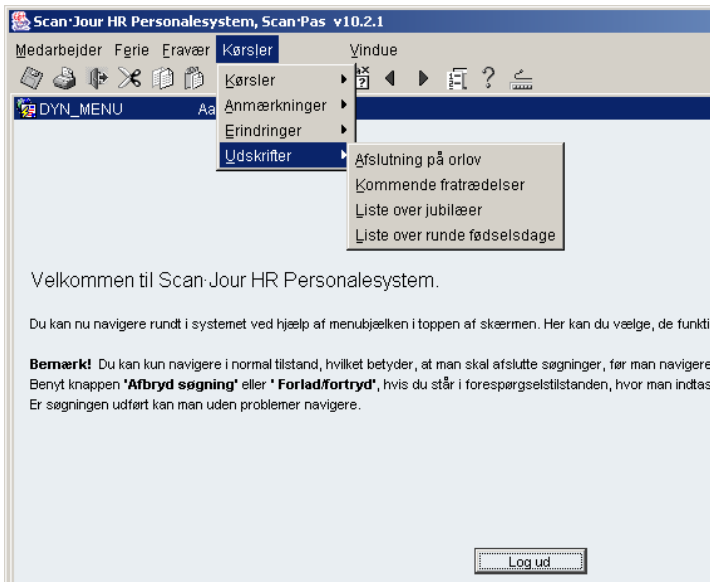 Scan·Jour HR Personalesystem, Scan·Pas v10.2.1
Medarbejder Ferie Fravær Kørsler Vindue
DYN_MENU Aa
Kørsler
Anmærkninger
Erindringer
Udskrifter
Afslutning på orlov
Kommende fratrædelser
Liste over jubilæer
Liste over runde fødselsdage
Velkommen til Scan·Jour HR Personalesystem.
Du kan nu navigere rundt i systemet ved hjælp af menubjælken i toppen af skærmen. Her kan du vælge, de funkti
Bemærk! Du kan kun navigere i normal tilstand, hvilket betyder, at man skal afslutte søgninger, før man navigere
Benyt knappen 'Afbryd søgning' eller ' Forlad/fortryd', hvis du står i forespørgselstilstanden, hvor man indtas
Er søgningen udført kan man uden problemer navigere.
Log ud